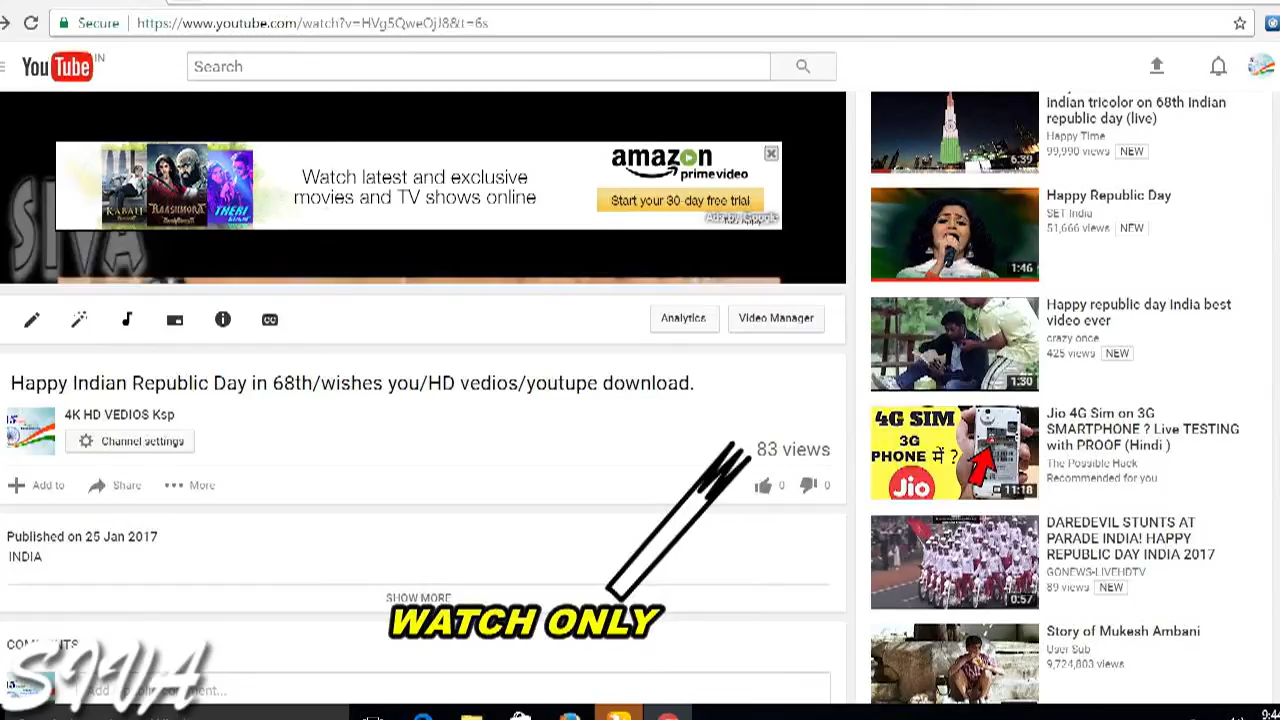 Secure
https://www.youtube.com/watch?v=HVg5QweOjJ8&t=6s
YouTube IN
Search
KABALI
BAASHMORA
THERI
Watch latest and exclusive
movies and TV shows online
amazon
prime video
Start your 30-day free trial
Ads by Google
Analytics
Video Manager
Happy Indian Republic Day in 68th/wishes you/HD vedios/youtupe download.
4K HD VEDIOS Ksp
Channel settings
83 views
Add to
Share
More
0
0
Published on 25 Jan 2017
INDIA
SHOW MORE
WATCH ONLY
COMMENTS
SIVA
indian tricolor on 68th Indian
republic day (live)
Happy Time
99,990 views NEW
6:39
Happy Republic Day
SET India
51,666 views NEW
1:46
Happy republic day India best
video ever
crazy once
425 views NEW
1:30
4G SIM
3G
PHONE में ?
Jio
11:18
Jio 4G Sim on 3G
SMARTPHONE ? Live TESTING
with PROOF (Hindi )
The Possible Hack
Recommended for you
DAREDEVIL STUNTS AT
PARADE INDIA! HAPPY
REPUBLIC DAY INDIA 2017
GONEWS-LIVEHDTV
89 views NEW
0:57
Story of Mukesh Ambani
User Sub
9,724,803 views